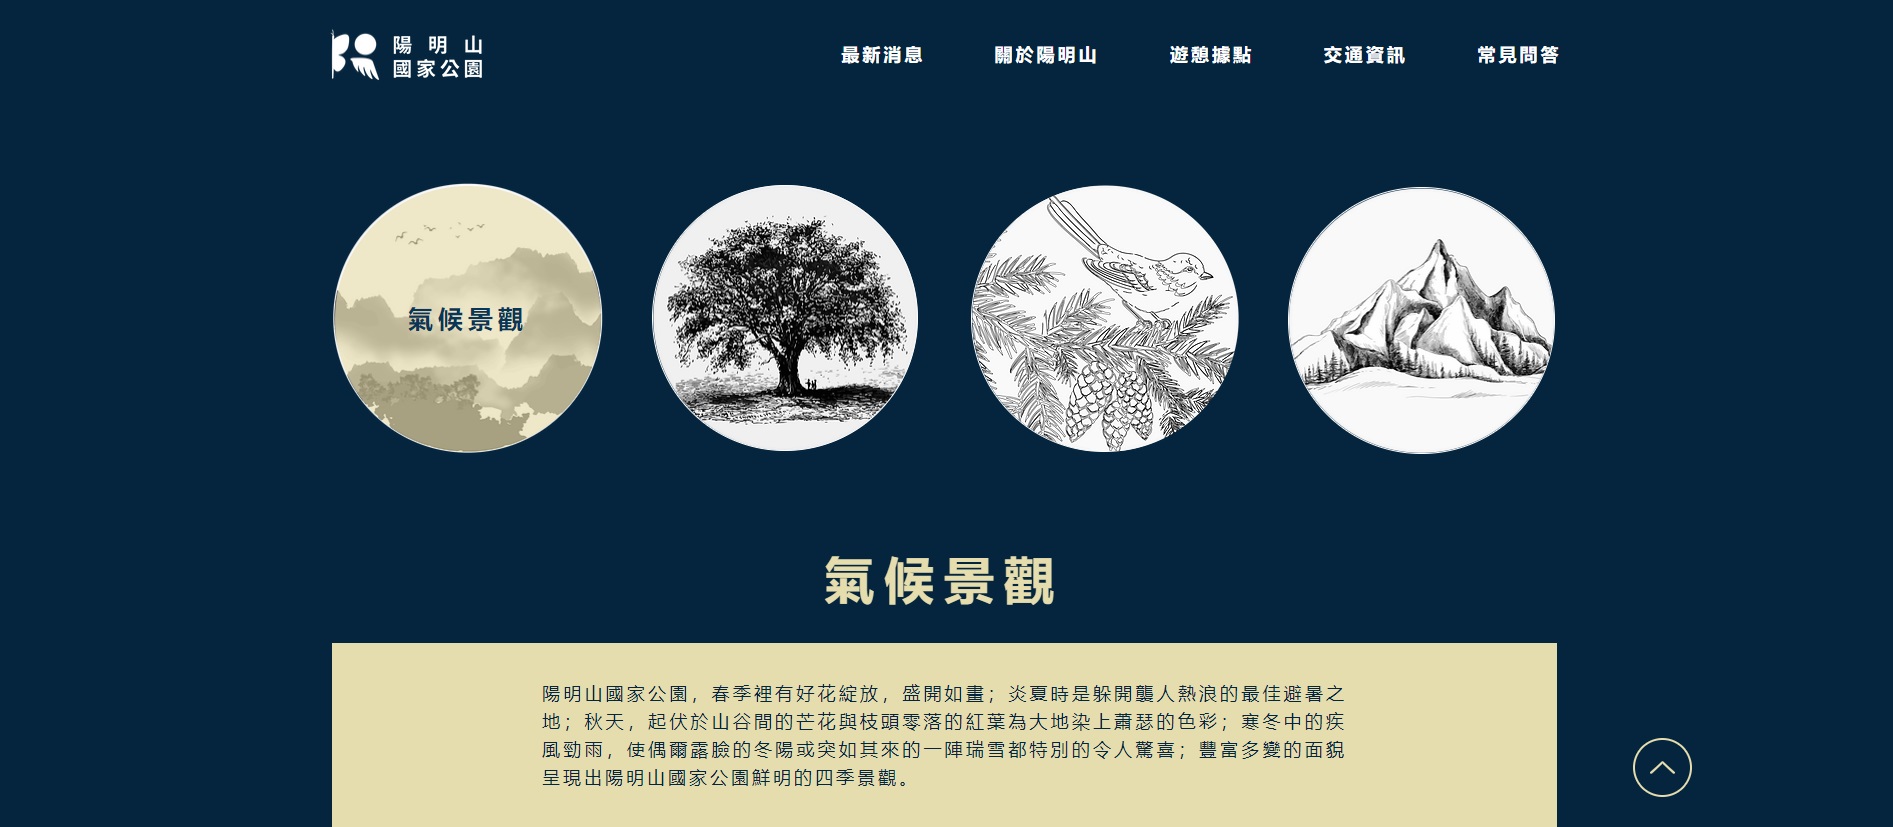 陽明山
國家公園
最新消息
關於陽明山
遊憩據點
交通資訊
常見問答
氣候景觀
氣候景觀
陽明山國家公園，春季裡有好花綻放，盛開如畫；炎夏時是躲開襲人熱浪的最佳避暑之
地；秋天，起伏於山谷間的芒花與枝頭零落的紅葉為大地染上蕭瑟的色彩；寒冬中的疾
風勁雨，使偶爾露臉的冬陽或突如其來的一陣瑞雪都特別的令人驚喜；豐富多變的面貌
呈現出陽明山國家公園鮮明的四季景觀。